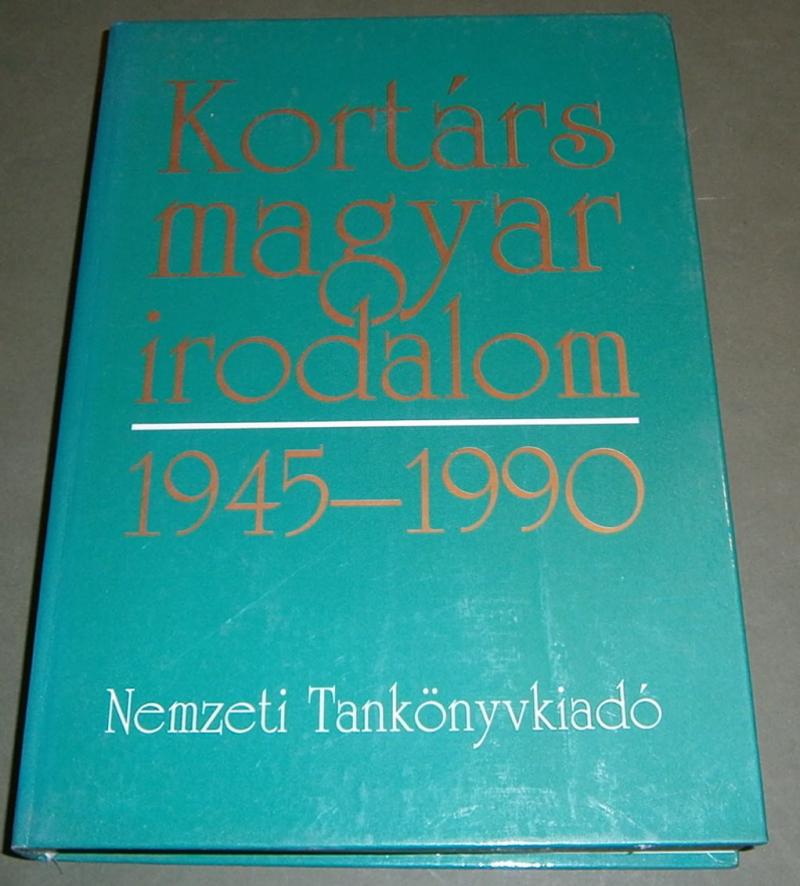 Kortárs
magyar
irodalom
1945–1990
Nemzeti Tankönyvkiadó